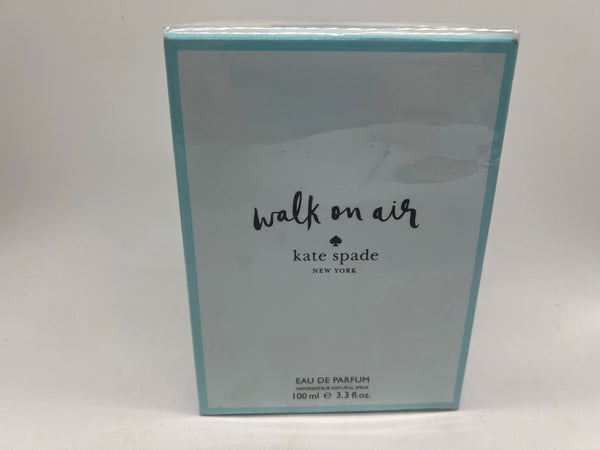 walk on air
kate spade
NEW YORK
EAU DE PARFUM
VAPORISATEUR NATURAL SPRAY
100 ml ℮ 3.3 fl.oz.